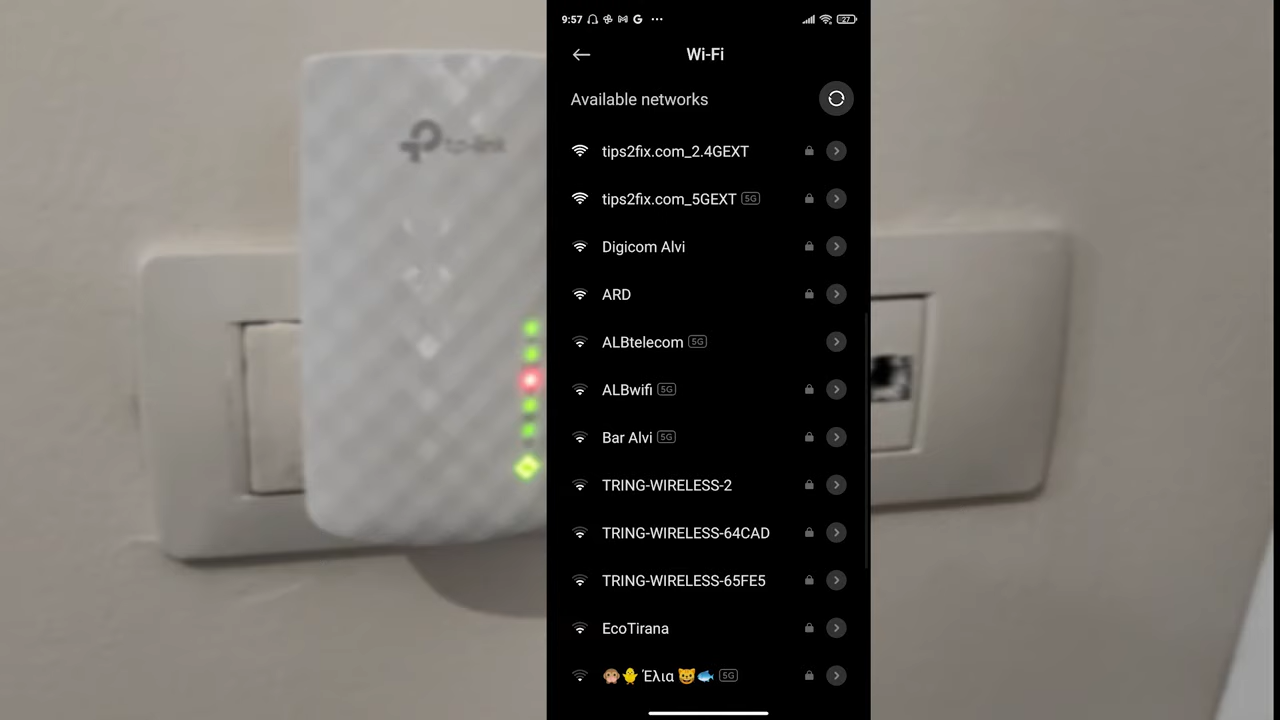 tp-link
9:57
27
Wi-Fi
Available networks
tips2fix.com_2.4GEXT
tips2fix.com_5GEXT 5G
Digicom Alvi
ARD
ALBtelecom 5G
ALBwifi 5G
Bar Alvi 5G
TRING-WIRELESS-2
TRING-WIRELESS-64CAD
TRING-WIRELESS-65FE5
EcoTirana
🙊🐥 Έλια 😺🐟 5G